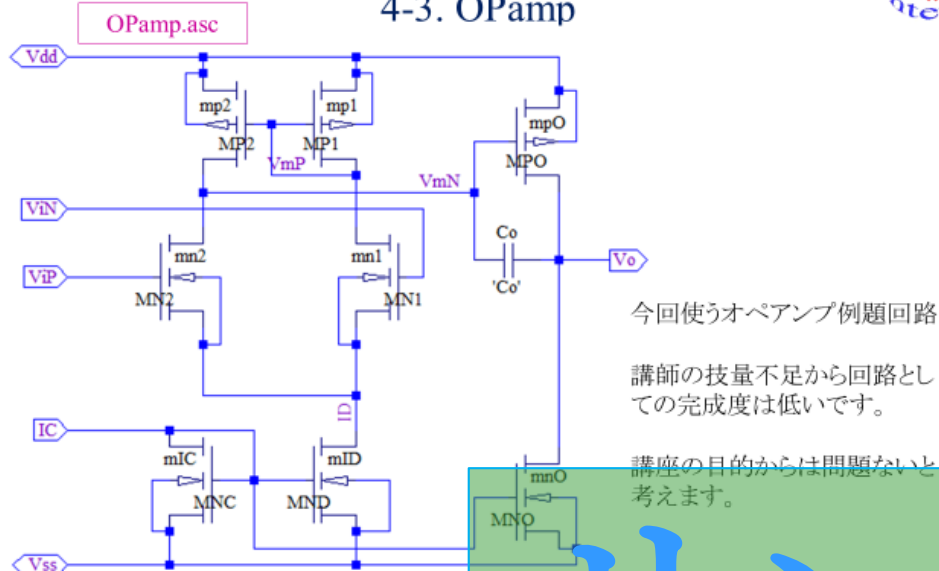 4-3. OPamp
OPamp.asc
Vdd
mp2
mp1
mpO
MP2
MP1
MPO
VmP
VmN
ViN
Co
Vo
mn2
mn1
ViP
'Co'
MN2
MN1
今回使うオペアンプ例題回路
講師の技量不足から回路とし
ての完成度は低いです。
ID
IC
mIC
mID
mnO
講座の目的からは問題ないと
考えます。
MNC
MND
MNO
Vss